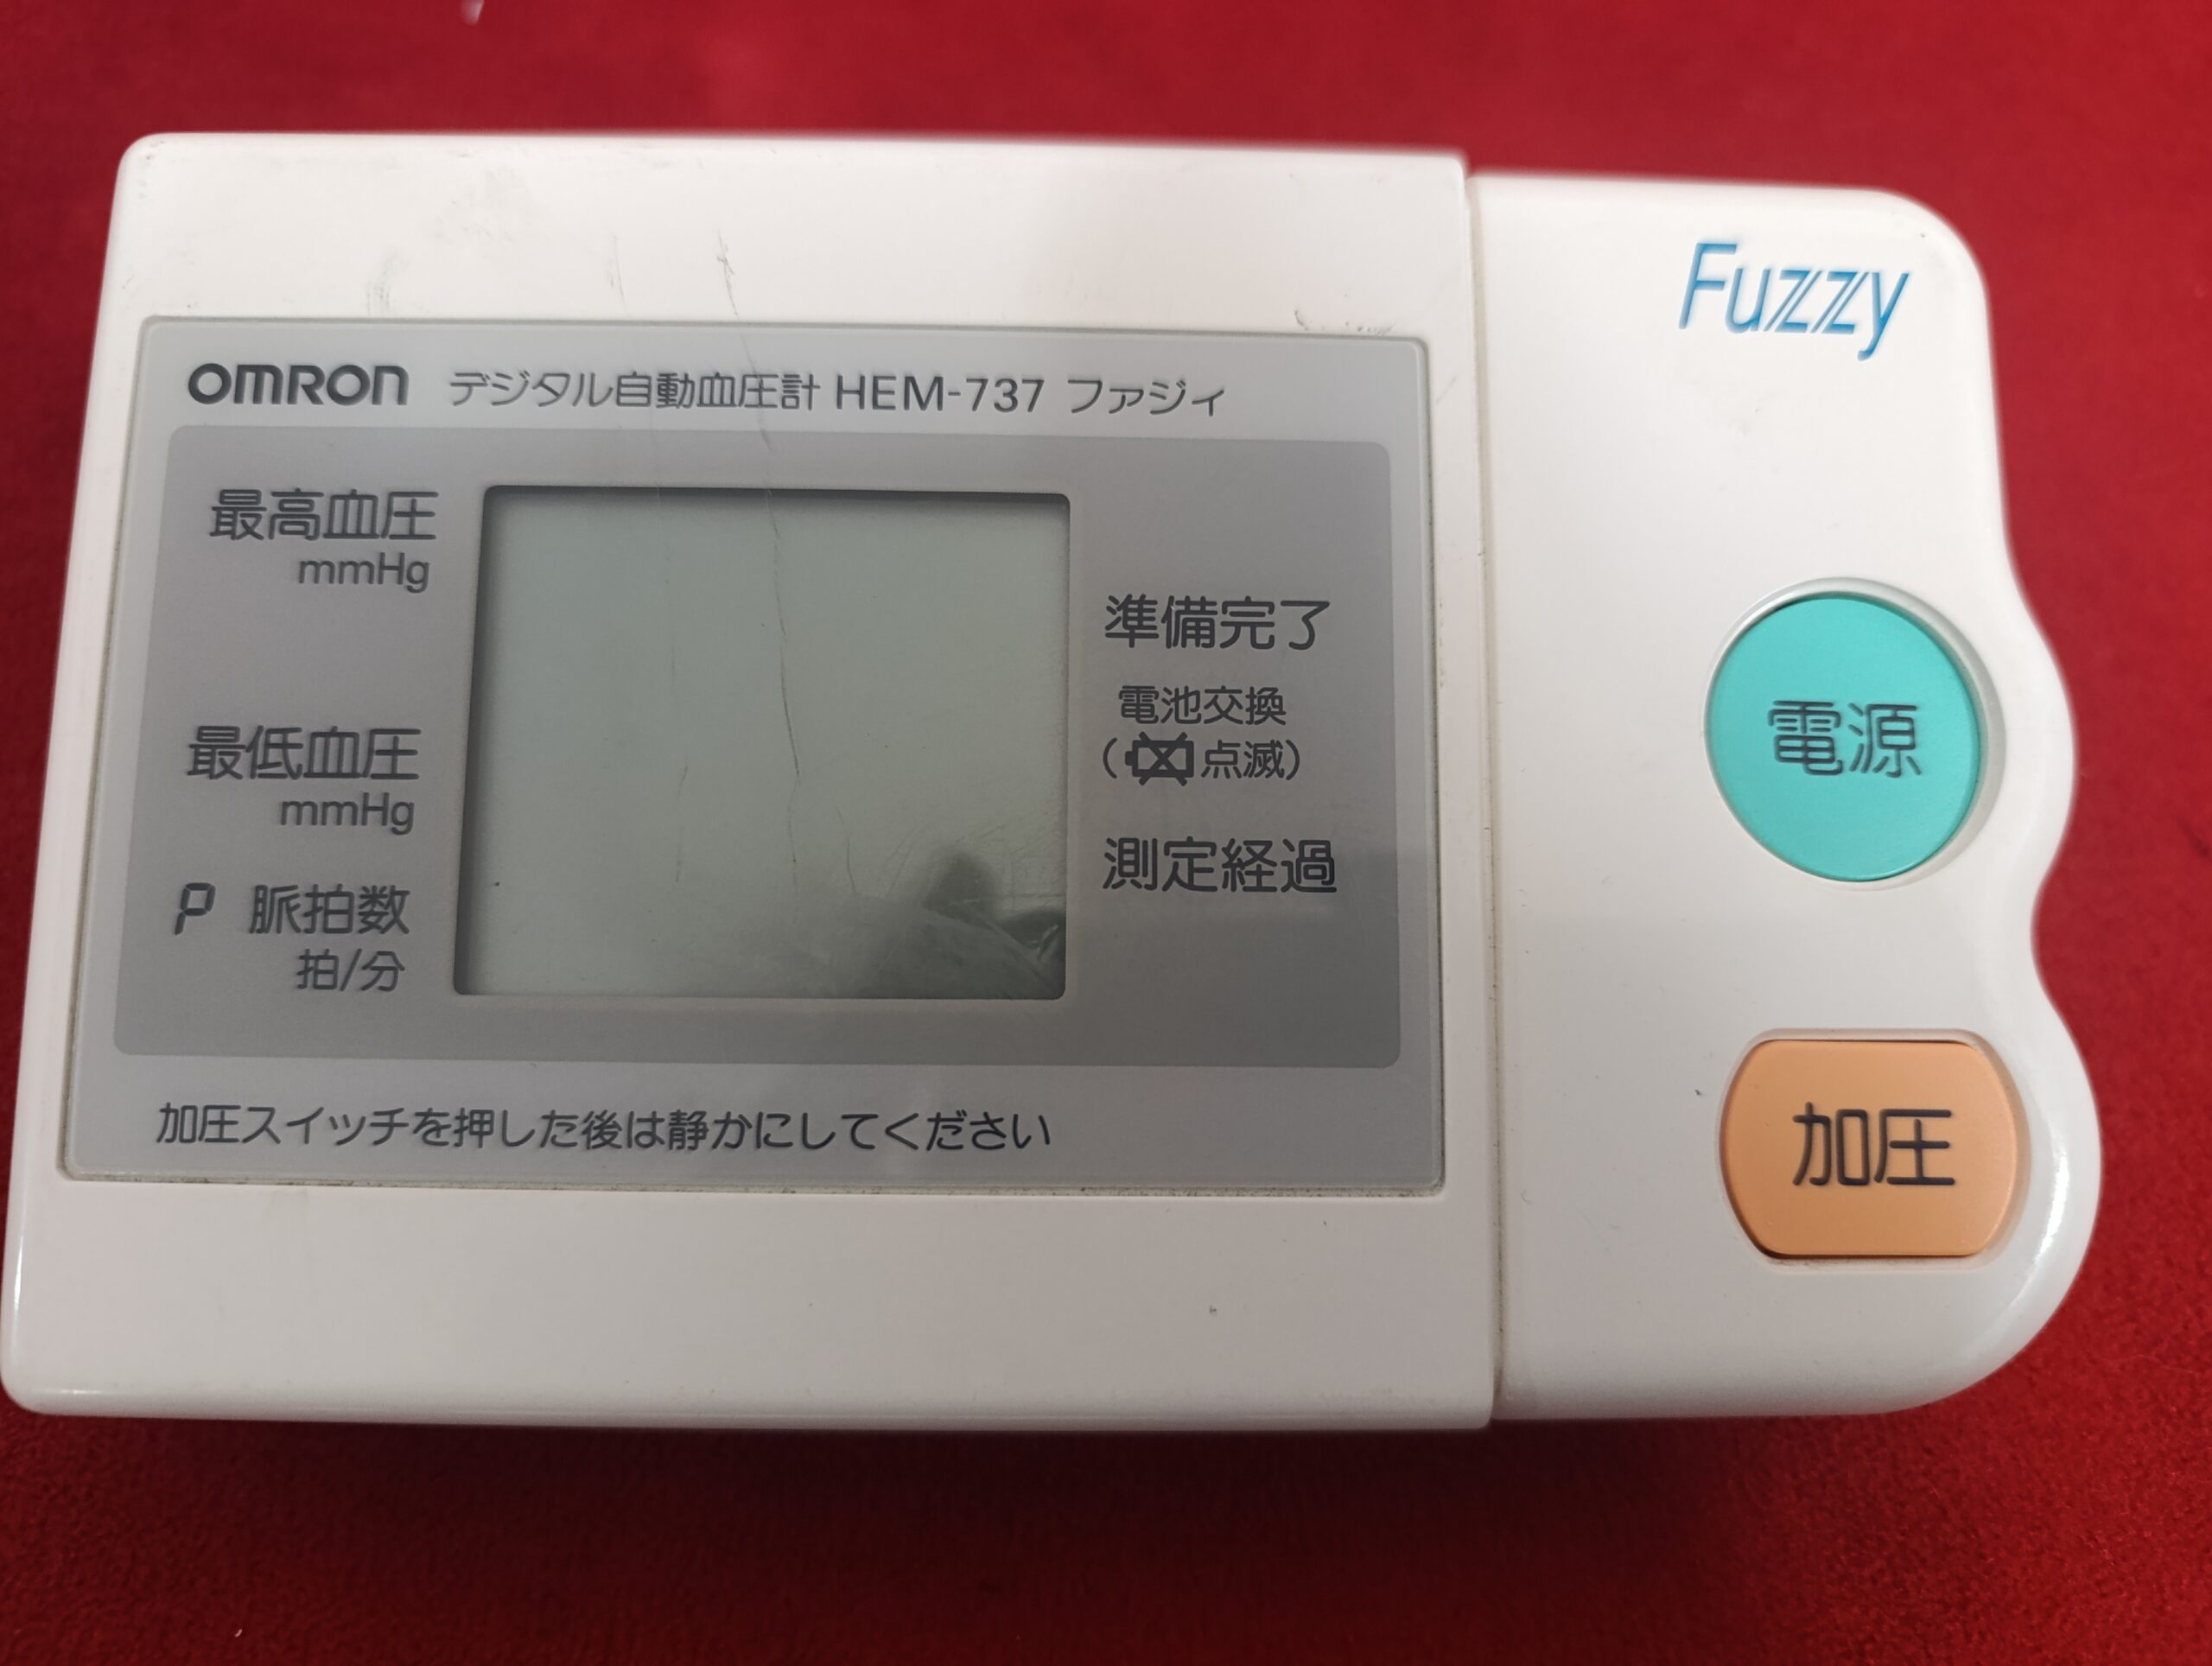 Fuzzy
OMRON デジタル自動血圧計 HEM-737 ファジィ
最高血圧
mmHg
準備完了
電池交換
(点滅)
最低血圧
mmHg
測定経過
P 脈拍数
拍/分
電源
加圧
加圧スイッチを押した後は静かにしてください